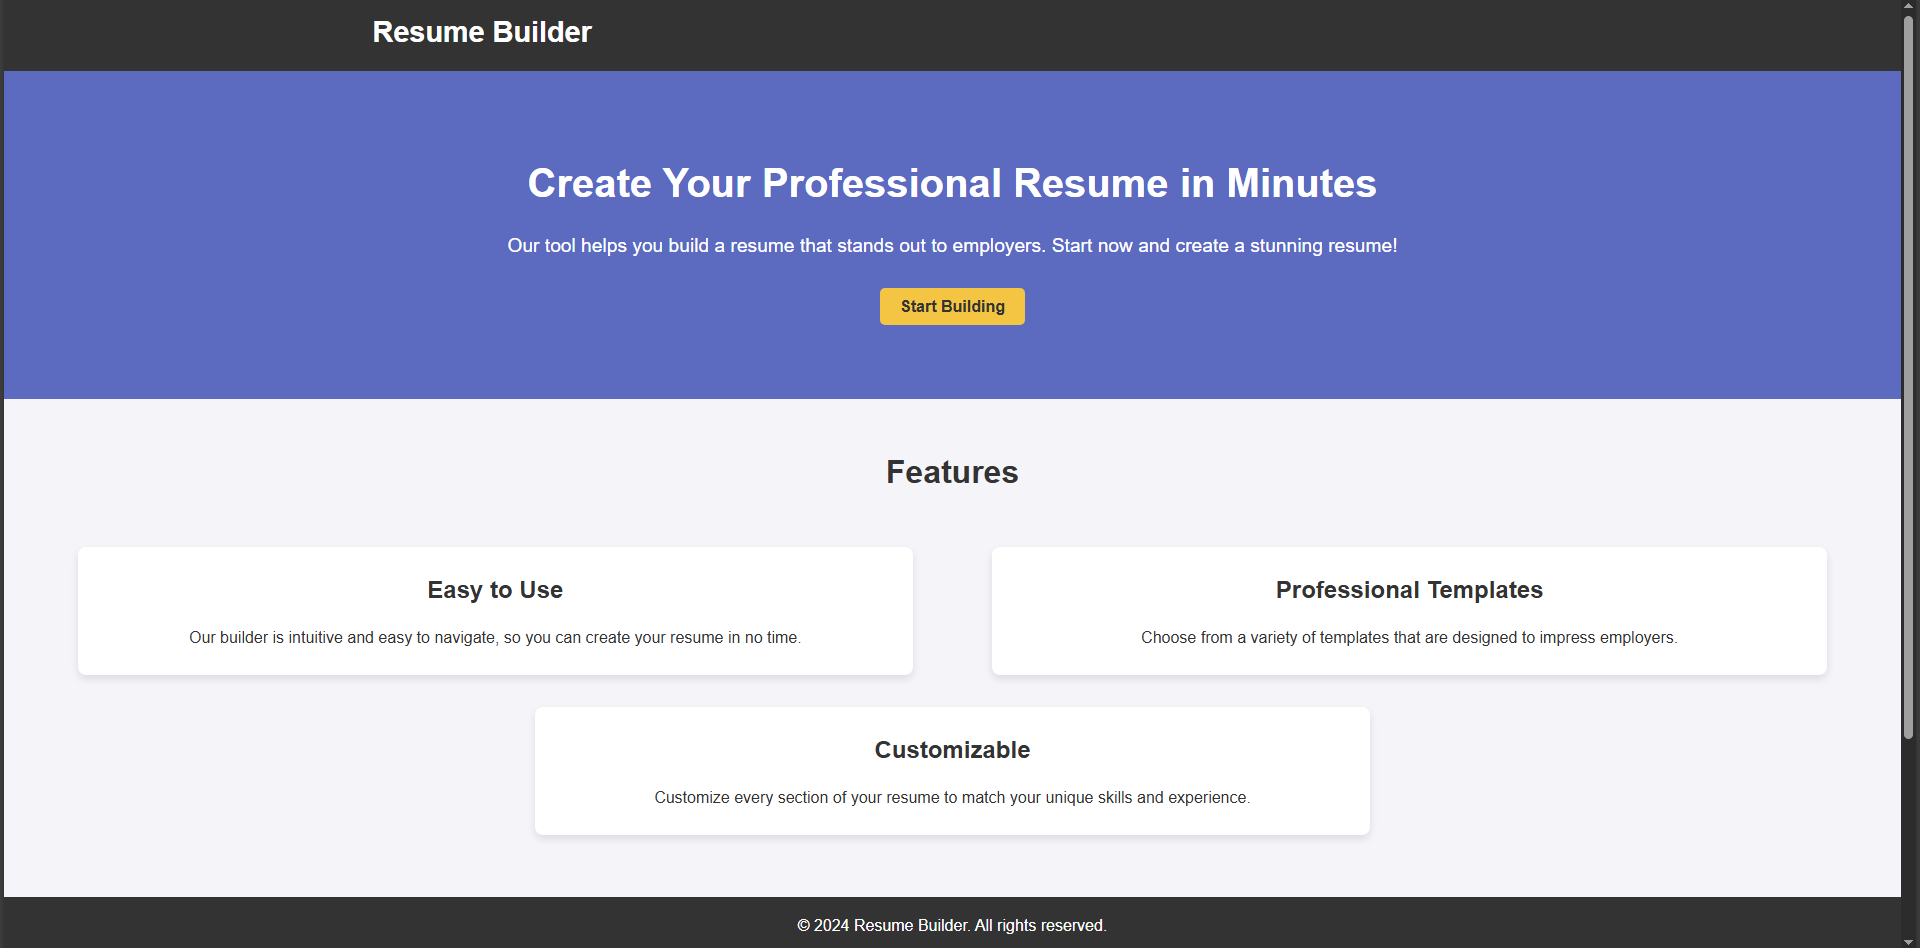 Resume Builder
Create Your Professional Resume in Minutes
Our tool helps you build a resume that stands out to employers. Start now and create a stunning resume!
Start Building
Features
Easy to Use
Our builder is intuitive and easy to navigate, so you can create your resume in no time.
Professional Templates
Choose from a variety of templates that are designed to impress employers.
Customizable
Customize every section of your resume to match your unique skills and experience.
© 2024 Resume Builder. All rights reserved.